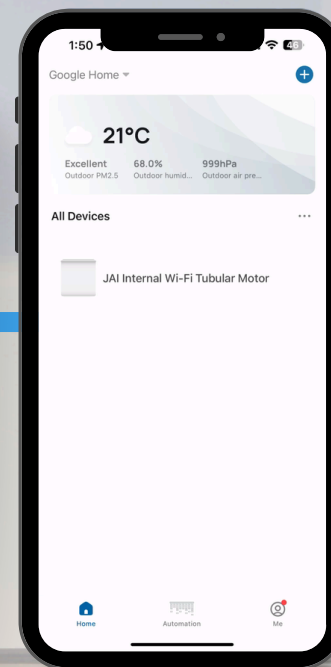 1:50
46
Google Home
21°C
Excellent 68.0% 999hPa
Outdoor PM2.5 Outdoor humid... Outdoor air pre...
All Devices
JAI Internal Wi-Fi Tubular Motor
Home Automation Me